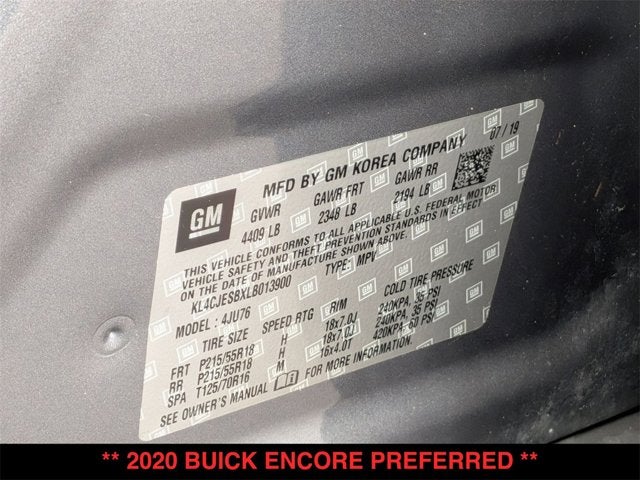 GM
MFD BY GM KOREA COMPANY 07/19
GVWR GAWR FRT GAWR RR
4409 LB 2348 LB 2194 LB
THIS VEHICLE CONFORMS TO ALL APPLICABLE U.S. FEDERAL MOTOR
VEHICLE SAFETY AND THEFT PREVENTION STANDARDS IN EFFECT
ON THE DATE OF MANUFACTURE SHOWN ABOVE.
KL4CJESBXLB013900 TYPE: MPV
MODEL: 4JU76
TIRE SIZE SPEED RTG RIM COLD TIRE PRESSURE
FRT P215/55R18 H 18x7.0J 240KPA, 35 PSI
RR P215/55R18 H 18x7.0J 240KPA, 35 PSI
SPA T125/70R16 M 16x4.0T 420KPA, 60 PSI
SEE OWNER'S MANUAL FOR MORE INFORMATION.
** 2020 BUICK ENCORE PREFERRED **